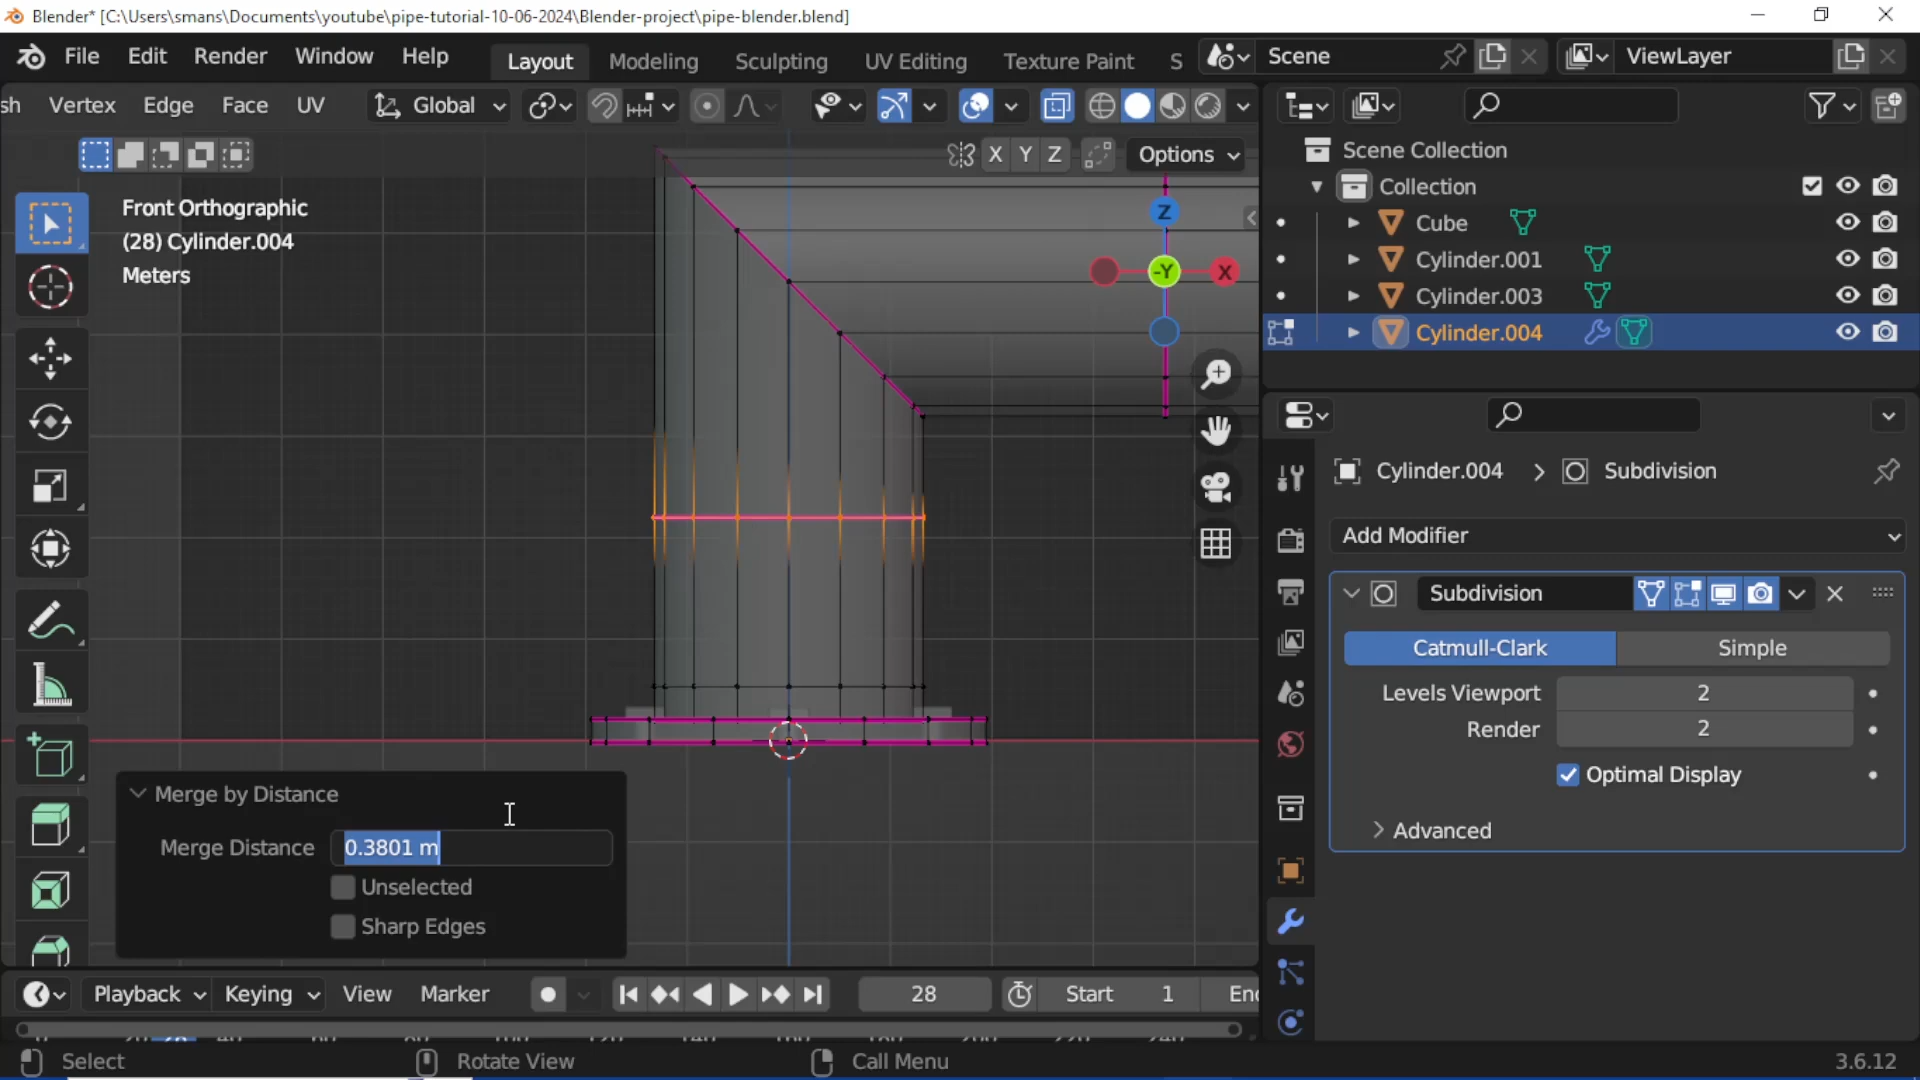 Blender* [C:\Users\smans\Documents\youtube\pipe-tutorial-10-06-2024\Blender-project\pipe-blender.blend]
File Edit Render Window Help Layout Modeling Sculpting UV Editing Texture Paint S Scene ViewLayer
sh Vertex Edge Face UV Global
X Y Z Options
Front Orthographic
(28) Cylinder.004
Meters
Z
-Y
X
Scene Collection
Collection
Cube
Cylinder.001
Cylinder.003
Cylinder.004
Cylinder.004 > Subdivision
Add Modifier
Subdivision
Catmull-Clark Simple
Levels Viewport 2
Render 2
Optimal Display
Advanced
Merge by Distance
Merge Distance 0.3801 m
Unselected
Sharp Edges
Playback Keying View Marker 28 Start 1 End
Select Rotate View Call Menu 3.6.12